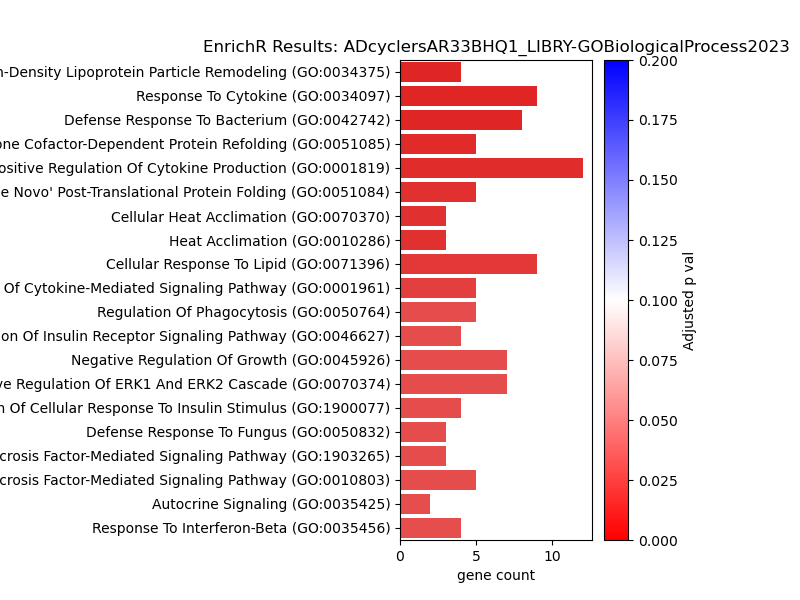 EnrichR Results: ADcyclersAR33BHQ1_LIBRY-GOBiologicalProcess2023
n-Density Lipoprotein Particle Remodeling (GO:0034375)
Response To Cytokine (GO:0034097)
Defense Response To Bacterium (GO:0042742)
one Cofactor-Dependent Protein Refolding (GO:0051085)
ositive Regulation Of Cytokine Production (GO:0001819)
e Novo' Post-Translational Protein Folding (GO:0051084)
Cellular Heat Acclimation (GO:0070370)
Heat Acclimation (GO:0010286)
Cellular Response To Lipid (GO:0071396)
Of Cytokine-Mediated Signaling Pathway (GO:0001961)
Regulation Of Phagocytosis (GO:0050764)
on Of Insulin Receptor Signaling Pathway (GO:0046627)
Negative Regulation Of Growth (GO:0045926)
ve Regulation Of ERK1 And ERK2 Cascade (GO:0070374)
n Of Cellular Response To Insulin Stimulus (GO:1900077)
Defense Response To Fungus (GO:0050832)
crosis Factor-Mediated Signaling Pathway (GO:1903265)
crosis Factor-Mediated Signaling Pathway (GO:0010803)
Autocrine Signaling (GO:0035425)
Response To Interferon-Beta (GO:0035456)
0 5 10
gene count
0.200
0.175
0.150
0.125
0.100
0.075
0.050
0.025
0.000
Adjusted p val